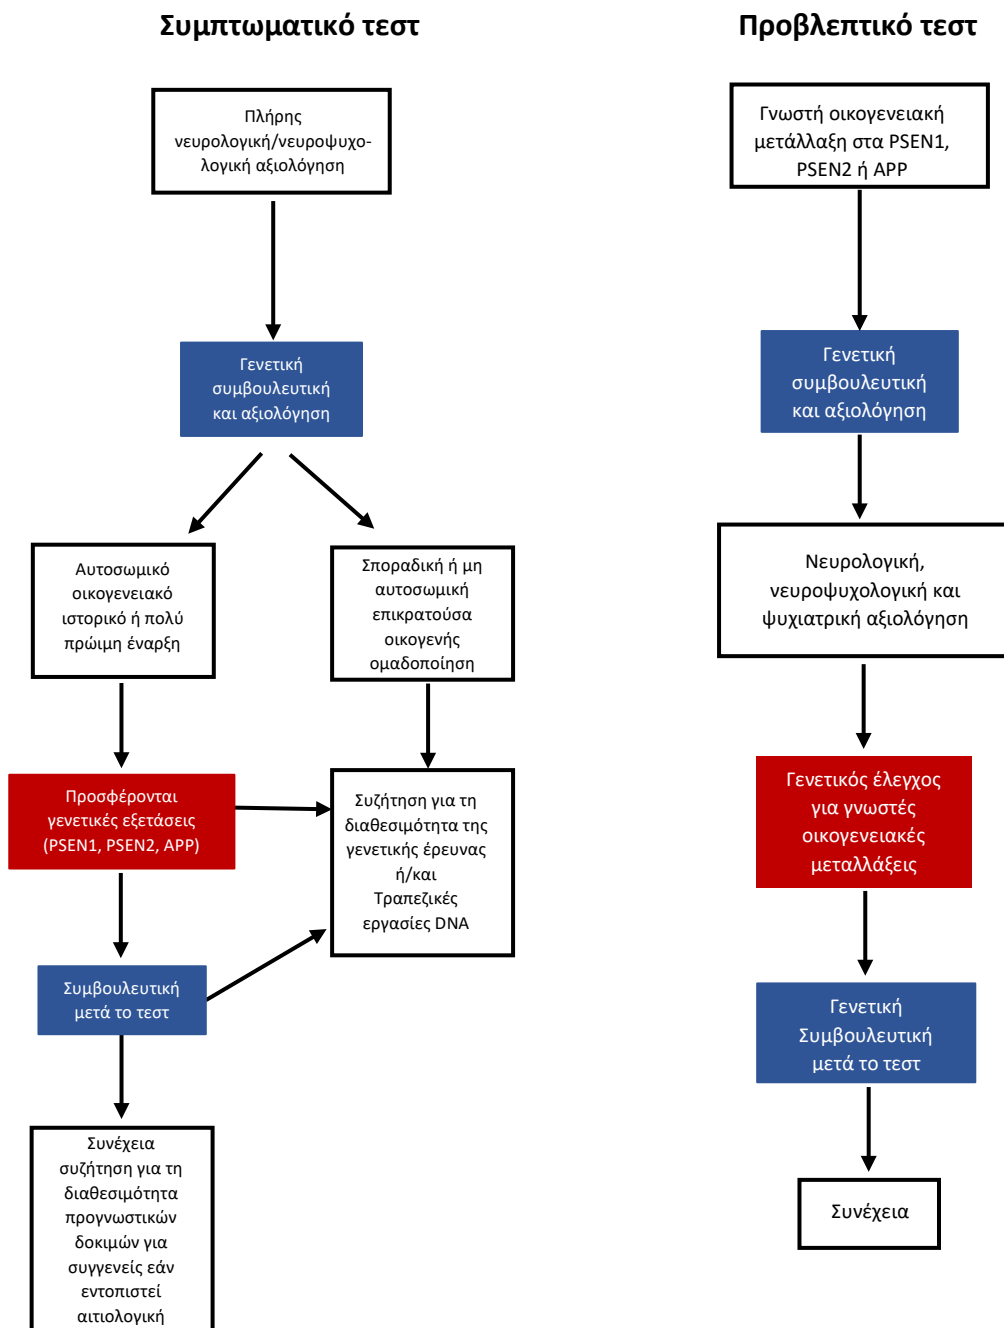 Συμπτωματικό τεστ
Πλήρης
νευρολογική/νευροψυχο-
λογική αξιολόγηση
Γενετική
συμβουλευτική
και αξιολόγηση
Αυτοσωμικό
οικογενειακό
ιστορικό ή πολύ
πρώιμη έναρξη
Σποραδική ή μη
αυτοσωμική
επικρατούσα
οικογενής
ομαδοποίηση
Προσφέρονται
γενετικές εξετάσεις
(PSEN1, PSEN2, APP)
Συζήτηση για τη
διαθεσιμότητα της
γενετικής έρευνας
ή/και
Τραπεζικές
εργασίες DNA
Συμβουλευτική
μετά το τεστ
Συνέχεια
συζήτηση για τη
διαθεσιμότητα
προγνωστικών
δοκιμών για
συγγενείς εάν
εντοπιστεί
αιτιολογική
Προβλεπτικό τεστ
Γνωστή οικογενειακή
μετάλλαξη στα PSEN1,
PSEN2 ή APP
Γενετική
συμβουλευτική
και αξιολόγηση
Νευρολογική,
νευροψυχολογική και
ψυχιατρική αξιολόγηση
Γενετικός έλεγχος
για γνωστές
οικογενειακές
μεταλλάξεις
Γενετική
Συμβουλευτική
μετά το τεστ
Συνέχεια